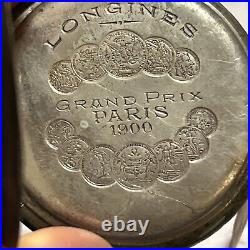 LONGINES
GRAND PRIX
PARIS
1900